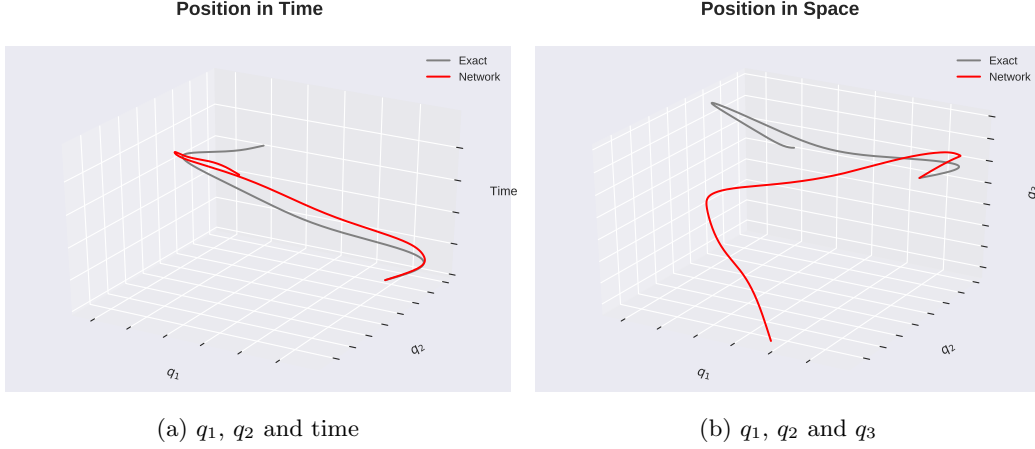 Position in Time
Exact
Network
Time
q₂
q₁
(a) q₁, q₂ and time
Position in Space
Exact
Network
q₂
q₁
(b) q₁, q₂ and q₃